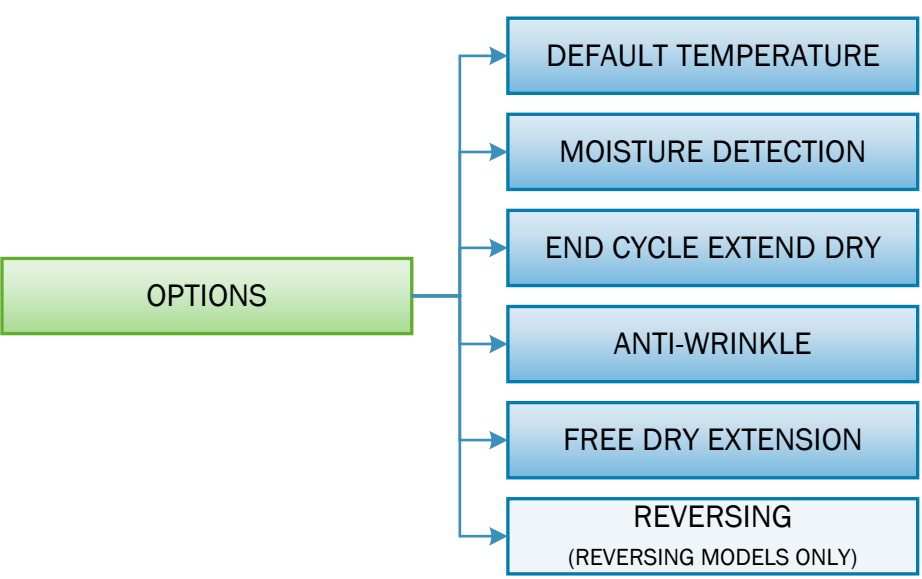 DEFAULT TEMPERATURE
MOISTURE DETECTION
END CYCLE EXTEND DRY
OPTIONS
ANTI-WRINKLE
FREE DRY EXTENSION
REVERSING
(REVERSING MODELS ONLY)